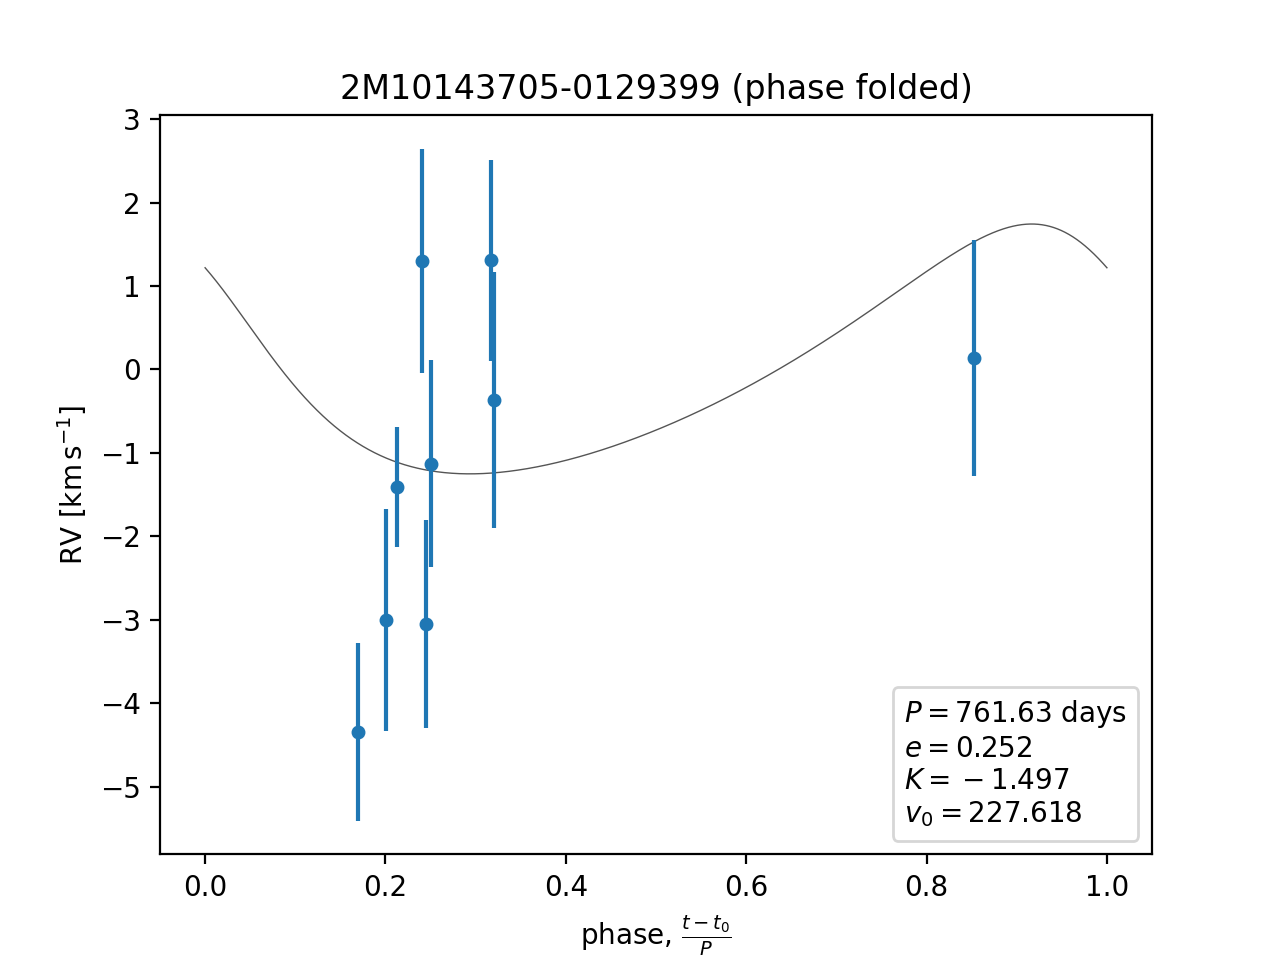 2M10143705-0129399 (phase folded)
3
2
1
0
−1
−2
−3
−4
−5
RV [km s−1]
P = 761.63 days
e = 0.252
K = − 1.497
v0 = 227.618
0.0 0.2 0.4 0.6 0.8 1.0
phase, t − t0 / P